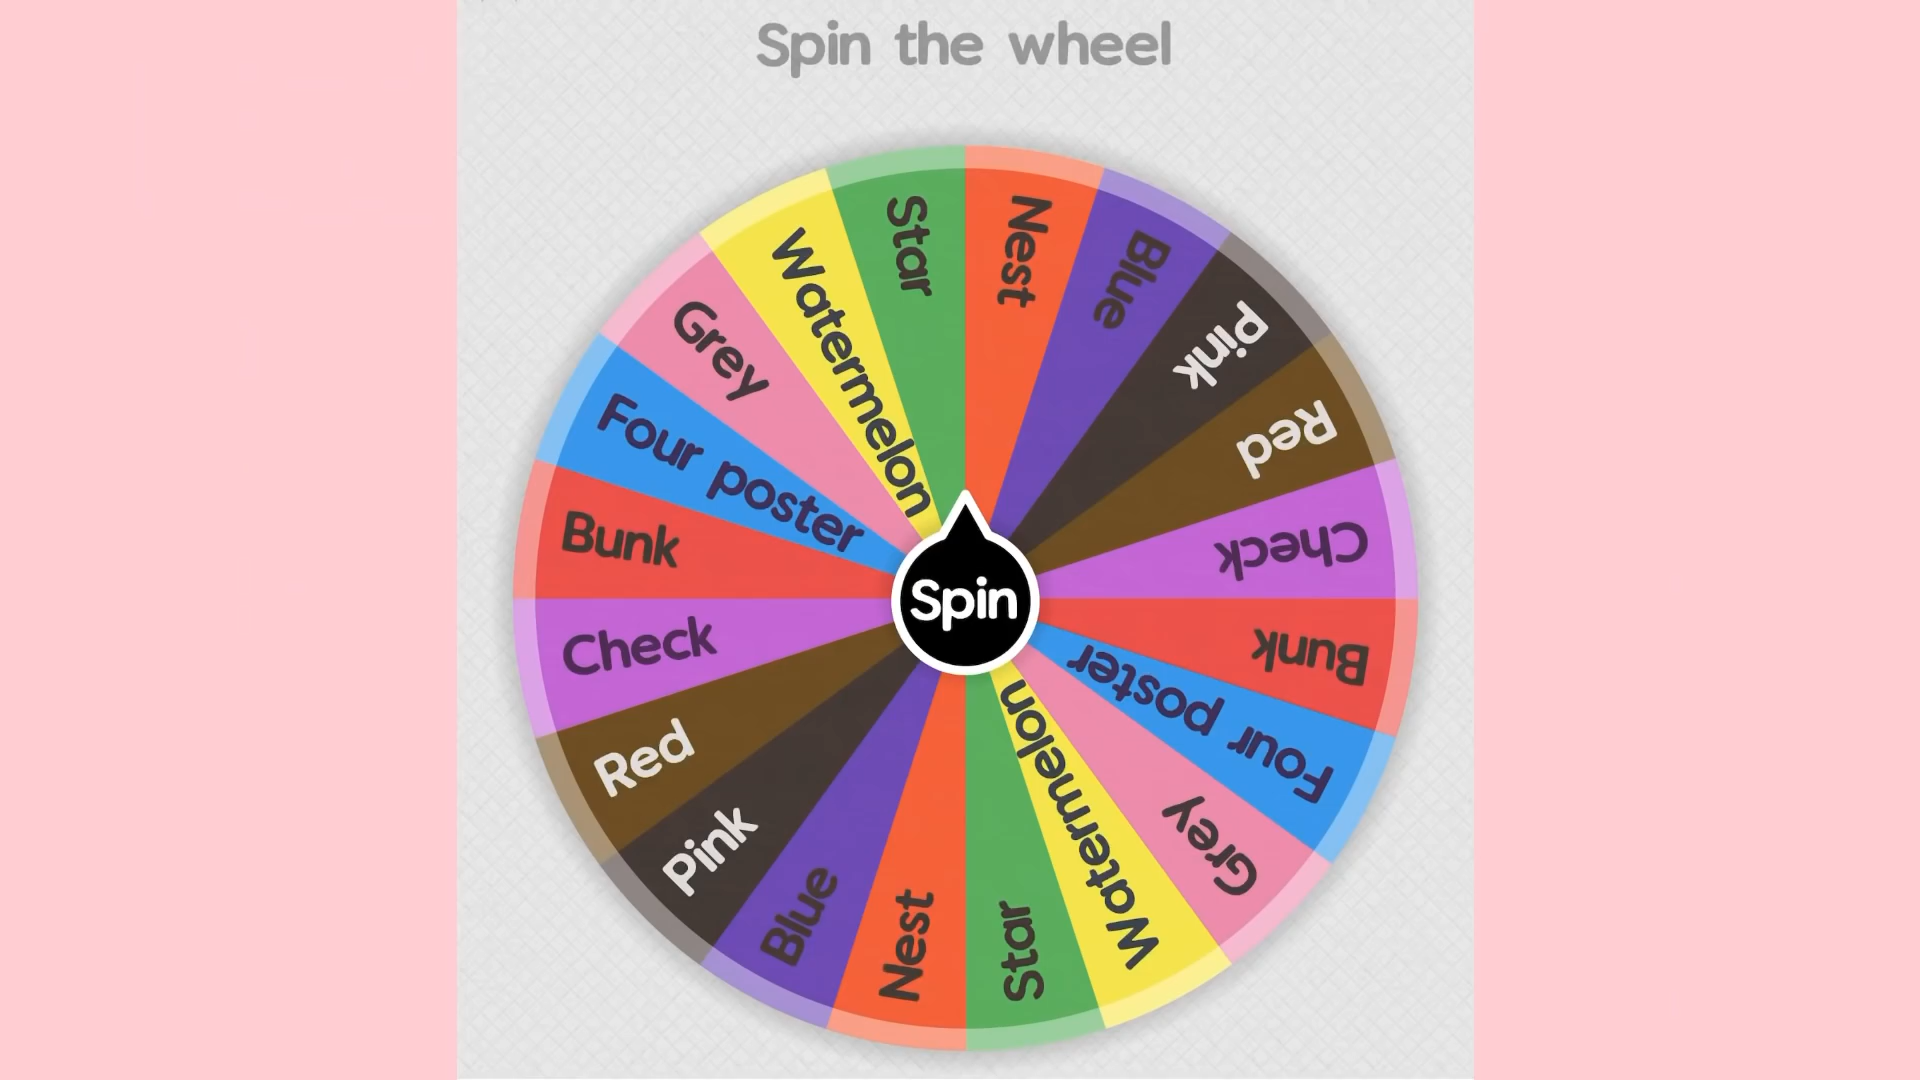 Spin the wheel
Nest
Blue
Pink
Red
Check
Bunk
Four poster
Grey
Watermelon
Star
Nest
Blue
Pink
Red
Check
Bunk
Four poster
Grey
Watermelon
Star
Spin